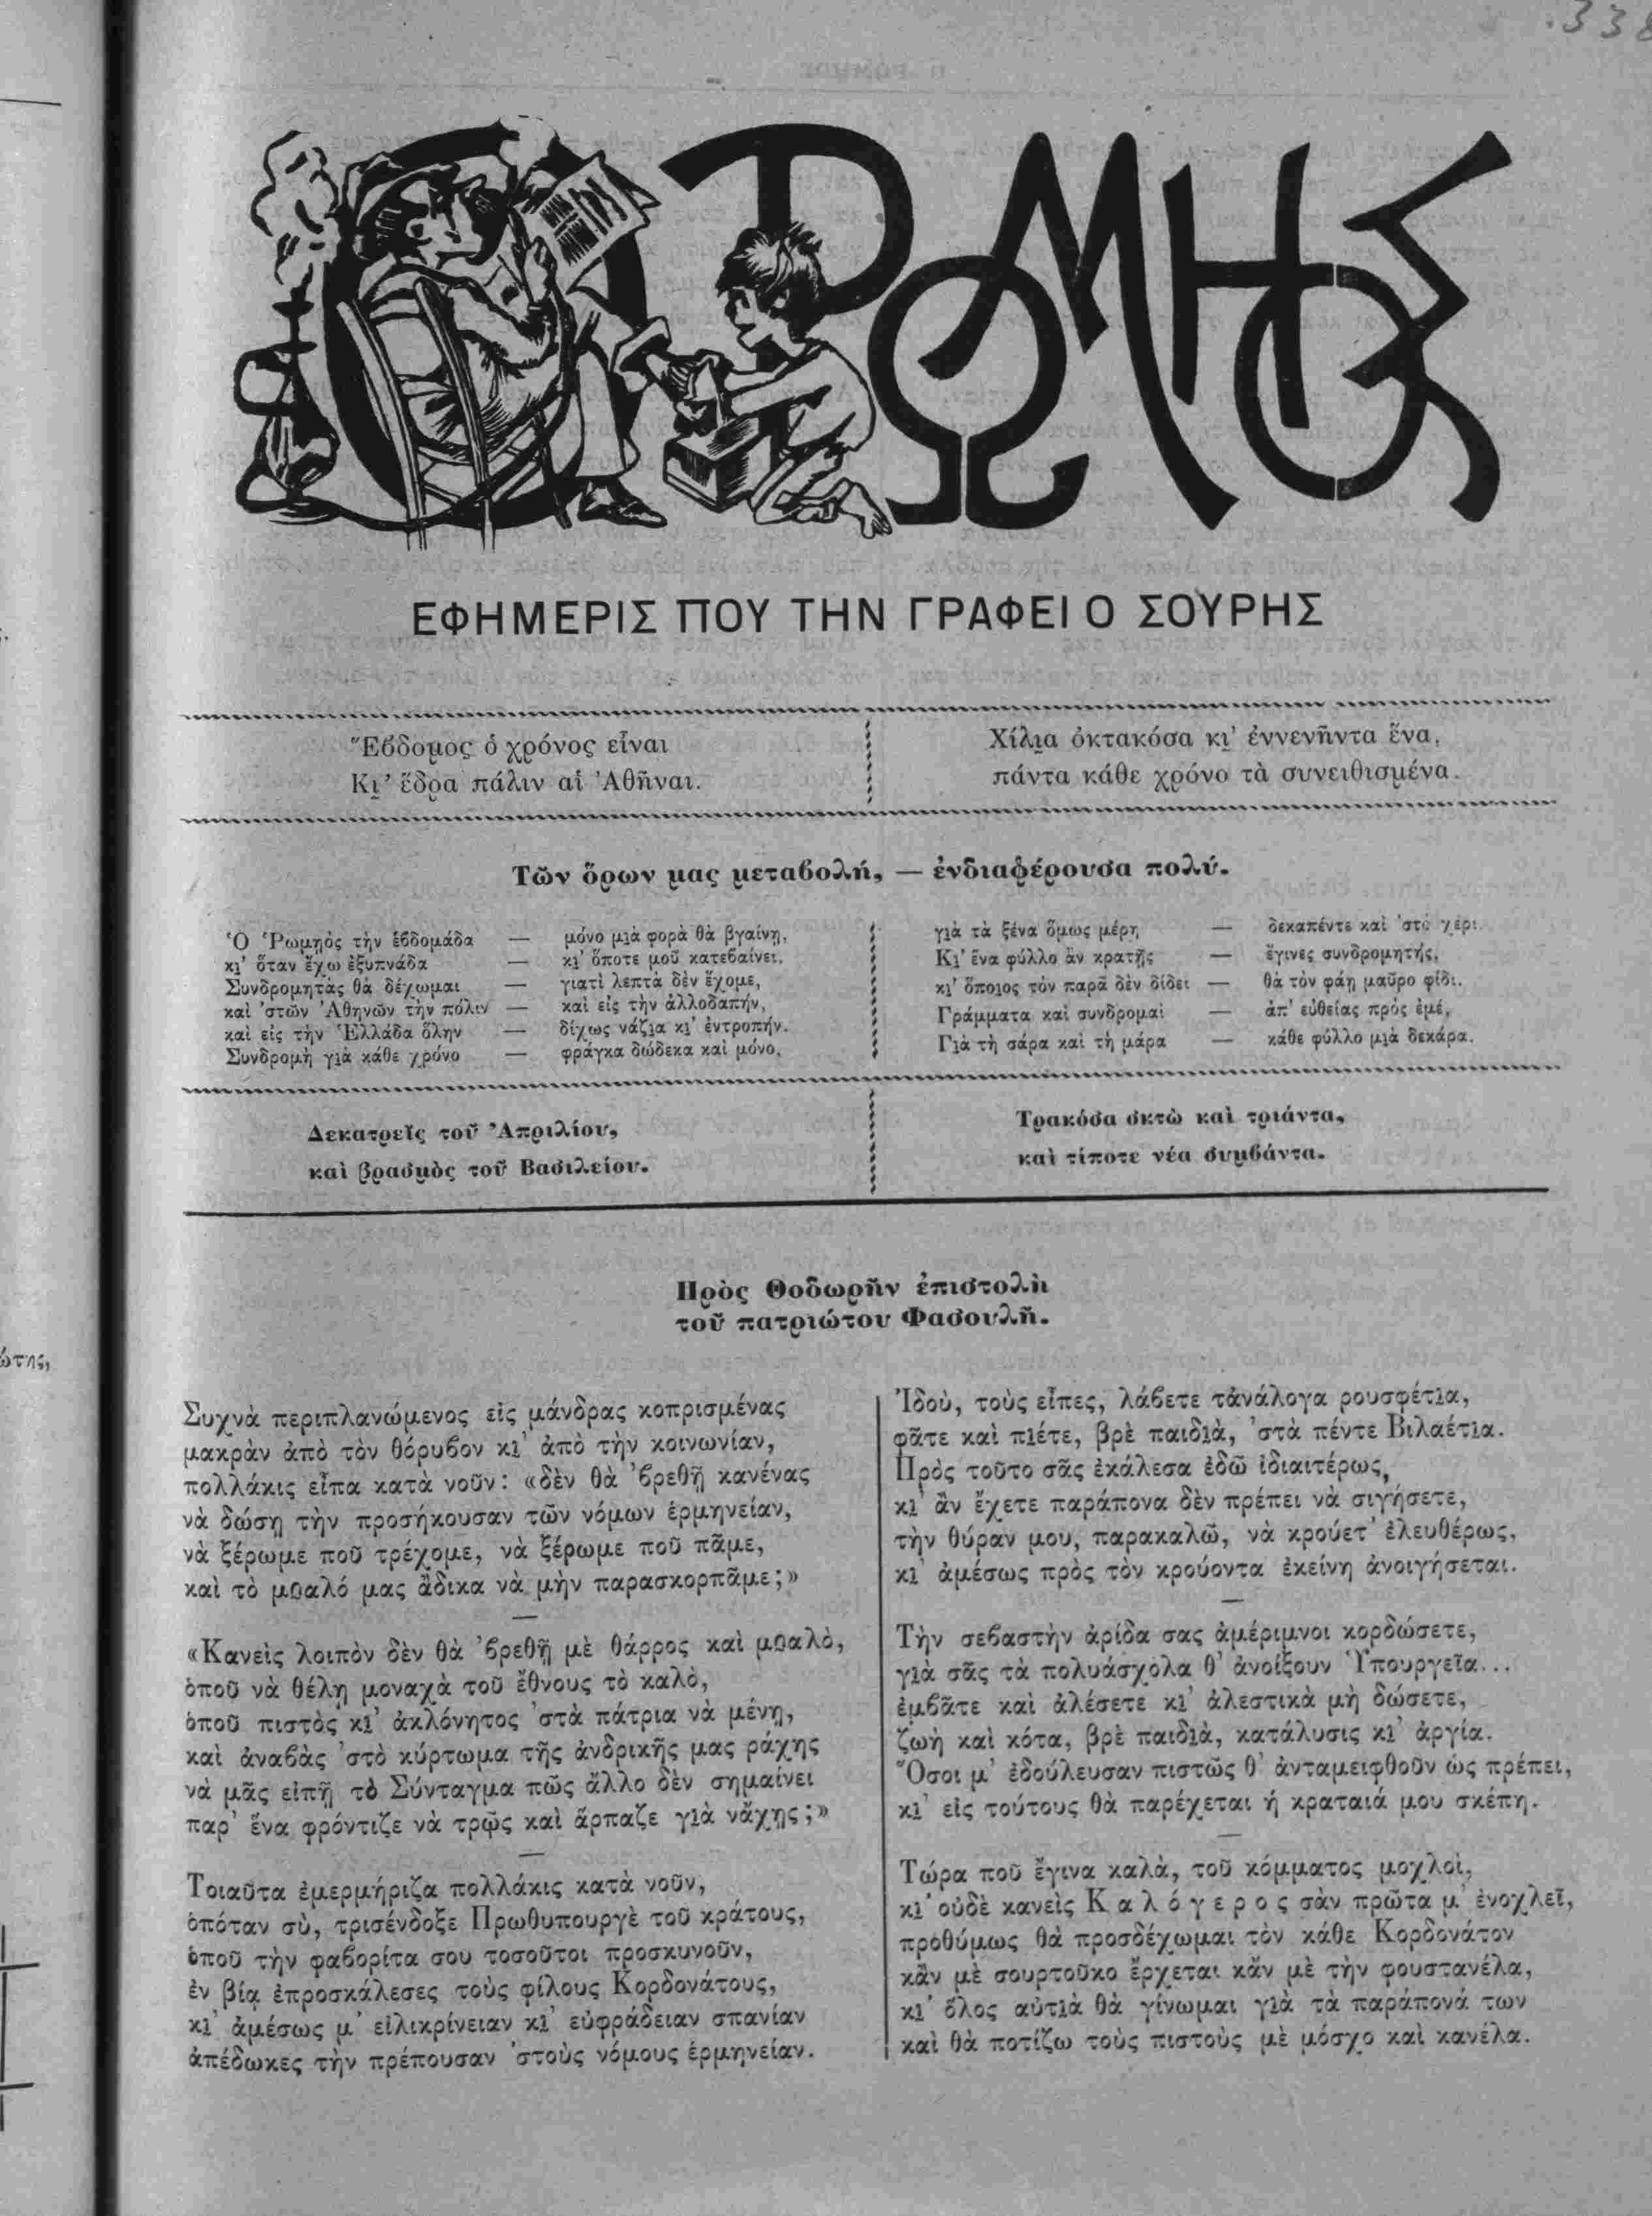 338
Ο ΡΩΜΗΟΣ
ΕΦΗΜΕΡΙΣ ΠΟΥ ΤΗΝ ΓΡΑΦΕΙ Ο ΣΟΥΡΗΣ
Ἕβδομος ὁ χρόνος εἶναι
Κι’ ἕδρα πάλιν αἱ Ἀθῆναι.
Χίλια ὀκτακόσα κι’ ἐννενῆντα ἕνα,
πάντα κάθε χρόνο τὰ συνειθισμένα.
Τῶν ὅρων μας μεταβολή, — ἐνδιαφέρουσα πολύ.
Ὁ Ῥωμηὸς τὴν ἑβδομάδα — μόνο μιὰ φορὰ θὰ βγαίνῃ,
κι’ ὅταν ἔχω ἐξυπνάδα — κι’ ὅποτε μοῦ κατεβαίνει.
Συνδρομητὰς θὰ δέχωμαι — γιατὶ λεπτὰ δὲν ἔχομε,
καὶ ’στῶν Ἀθηνῶν τὴν πόλιν — καὶ εἰς τὴν ἀλλοδαπήν,
καὶ εἰς τὴν Ἑλλάδα ὅλην — δίχως νάζια κι’ ἐντροπήν.
Συνδρομὴ γιὰ κάθε χρόνο — φράγκα δώδεκα καὶ μόνο,
γιὰ τὰ ξένα ὅμως μέρη — δεκαπέντε καὶ ’στὸ χέρι.
Κι’ ἕνα φύλλο ἂν κρατῇς — ἔγινες συνδρομητής,
κι’ ὅποιος τὸν παρᾶ δὲν δίδει — θὰ τὸν φάῃ μαῦρο φίδι.
Γράμματα καὶ συνδρομαὶ — ἀπ’ εὐθείας πρὸς ἐμέ,
Γιὰ τὴ σάρα καὶ τὴ μάρα — κάθε φύλλο μιὰ δεκάρα.
Δεκατρεῖς τοῦ Ἀπριλίου,
καὶ βρασμὸς τοῦ Βασιλείου.
Τρακόσα ὀκτὼ καὶ τριάντα,
καὶ τίποτε νέα συμβάντα.
Πρὸς Θοδωρῆν ἐπιστολὴ
τοῦ πατριώτου Φασουλῆ.
Συχνὰ περιπλανώμενος εἰς μάνδρας κοπρισμένας
μακρὰν ἀπὸ τὸν θόρυβον κι’ ἀπὸ τὴν κοινωνίαν,
πολλάκις εἶπα κατὰ νοῦν: «δὲν θὰ ’βρεθῇ κανένας
νὰ δώσῃ τὴν προσήκουσαν τῶν νόμων ἑρμηνείαν,
νὰ ξέρωμε ποῦ τρέχομε, νὰ ξέρωμε ποῦ πᾶμε,
καὶ τὸ μυαλό μας ἄδικα νὰ μὴν παρασκορπᾶμε;»
—
«Κανεὶς λοιπὸν δὲν θὰ ’βρεθῇ μὲ θάρρος καὶ μυαλὸ,
ὁποῦ νὰ θέλῃ μοναχὰ τοῦ ἔθνους τὸ καλὸ,
ὁποῦ πιστὸς κι’ ἀκλόνητος ’στὰ πάτρια νὰ μένῃ,
καὶ ἀναβὰς ’στὸ κύρτωμα τῆς ἀνδρικῆς μας ράχης
νὰ μᾶς εἰπῇ τὸ Σύνταγμα πῶς ἄλλο δὲν σημαίνει
παρ’ ἕνα φρόντιζε νὰ τρῷς καὶ ἅρπαζε γιὰ νἄχῃς;»
—
Τοιαῦτα ἐμερμήριζα πολλάκις κατὰ νοῦν,
ὁπόταν σὺ, τρισένδοξε Πρωθυπουργὲ τοῦ κράτους,
ὁποῦ τὴν φαβορίτα σου τοσοῦτοι προσκυνοῦν,
ἐν βίᾳ ἐπροσκάλεσες τοὺς φίλους Κορδονάτους,
κι’ ἀμέσως μ’ εἰλικρίνειαν κι’ εὐφράδειαν σπανίαν
ἀπέδωκες τὴν πρέπουσαν ’στοὺς νόμους ἑρμηνείαν.
Ἰδοὺ, τοὺς εἶπες, λάβετε τἀνάλογα ρουσφέτια,
φᾶτε καὶ πιέτε, βρὲ παιδιὰ, ’στὰ πέντε Βιλαέτια.
Πρὸς τοῦτο σᾶς ἐκάλεσα ἐδῶ ἰδιαιτέρως,
κι’ ἂν ἔχετε παράπονα δὲν πρέπει νὰ σιγήσετε,
τὴν θύραν μου, παρακαλῶ, νὰ κρούετ’ ἐλευθέρως,
κι’ ἀμέσως πρὸς τὸν κρούοντα ἐκείνη ἀνοιγήσεται.
—
Τὴν σεβαστὴν ἀρίδα σας ἀμέριμνοι κορδώσετε,
γιὰ σᾶς τὰ πολυάσχολα θ’ ἀνοίξουν Ὑπουργεῖα...
ἐμβᾶτε καὶ ἀλέσετε κι’ ἀλεστικὰ μὴ δώσετε,
ζωὴ καὶ κότα, βρὲ παιδιὰ, κατάλυσις κι’ ἀργία.
Ὅσοι μ’ ἐδούλευσαν πιστῶς θ’ ἀνταμειφθοῦν ὡς πρέπει,
κι’ εἰς τούτους θὰ παρέχεται ἡ κραταιά μου σκέπη.
—
Τώρα ποῦ ἔγινα καλὰ, τοῦ κόμματος μοχλοὶ,
κι’ οὐδὲ κανεὶς Καλόγερος σὰν πρῶτα μ’ ἐνοχλεῖ,
προθύμως θὰ προσδέχωμαι τὸν κάθε Κορδονάτον
κἂν μὲ σουρτοῦκο ἔρχεται κἂν μὲ τὴν φουστανέλα,
κι’ ὅλος αὐτιὰ θὰ γίνωμαι γιὰ τὰ παράπονά των
καὶ θὰ ποτίζω τοὺς πιστοὺς μὲ μόσχο καὶ κανέλα.